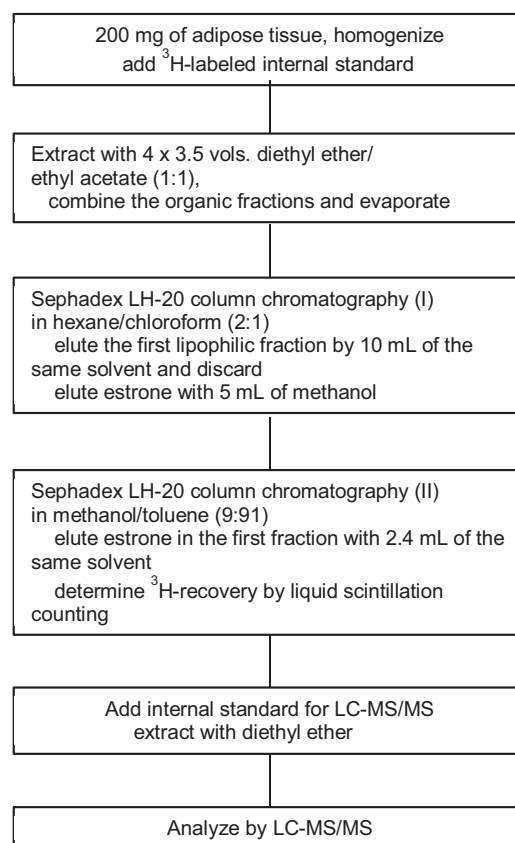 200 mg of adipose tissue, homogenize
add ³H-labeled internal standard
Extract with 4 x 3.5 vols. diethyl ether/
ethyl acetate (1:1),
combine the organic fractions and evaporate
Sephadex LH-20 column chromatography (I)
in hexane/chloroform (2:1)
elute the first lipophilic fraction by 10 mL of the
same solvent and discard
elute estrone with 5 mL of methanol
Sephadex LH-20 column chromatography (II)
in methanol/toluene (9:91)
elute estrone in the first fraction with 2.4 mL of the
same solvent
determine ³H-recovery by liquid scintillation
counting
Add internal standard for LC-MS/MS
extract with diethyl ether
Analyze by LC-MS/MS